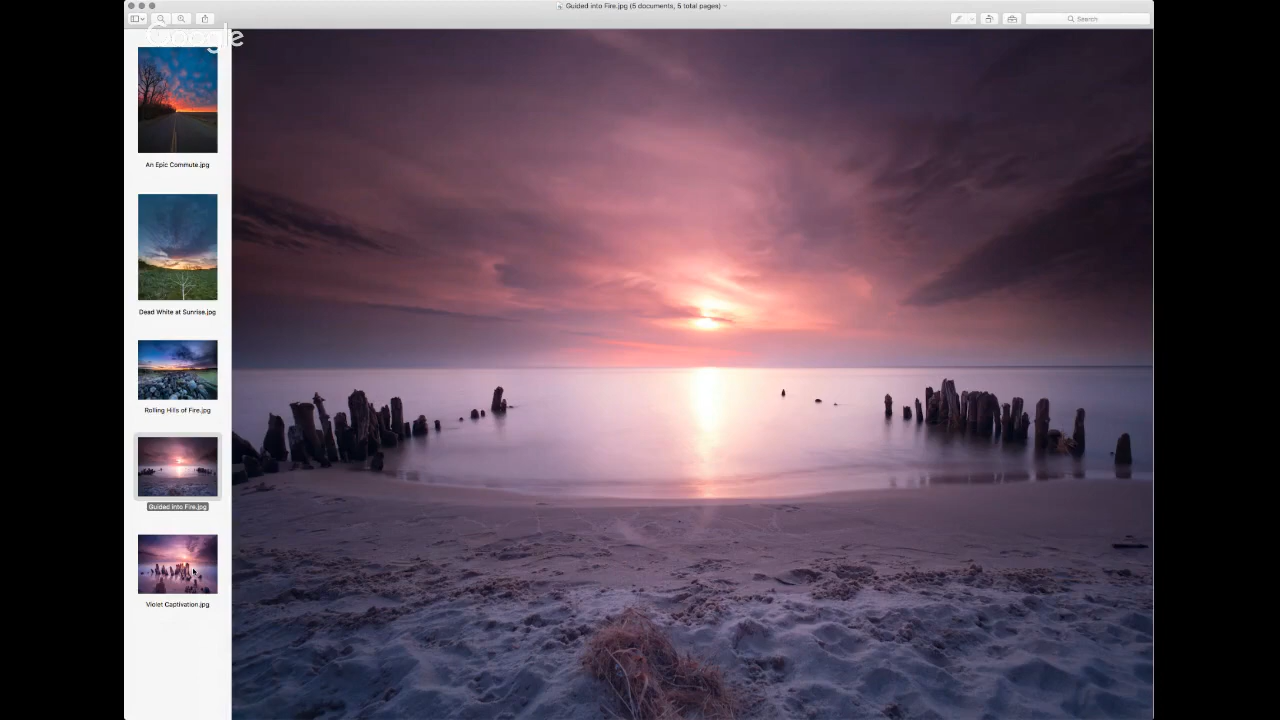 Guided into Fire.jpg (5 documents, 5 total pages)
Search
Google
An Epic Commute.jpg
Dead White at Sunrise.jpg
Rolling Hills of Fire.jpg
Guided into Fire.jpg
Violet Captivation.jpg